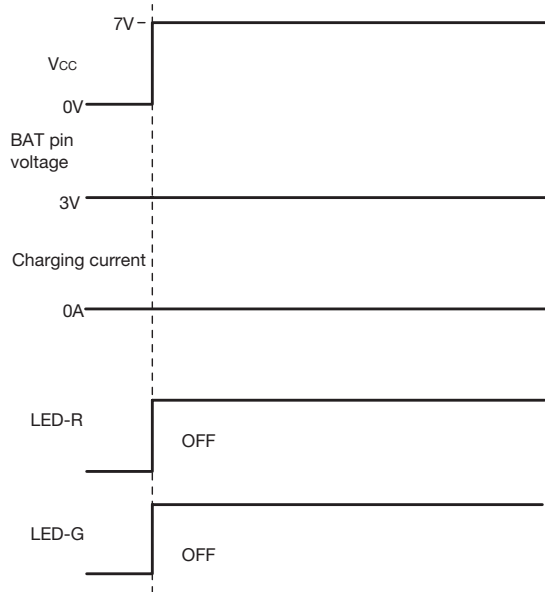 7V
Vcc
0V
BAT pin
voltage
3V
Charging current
0A
LED-R
OFF
LED-G
OFF